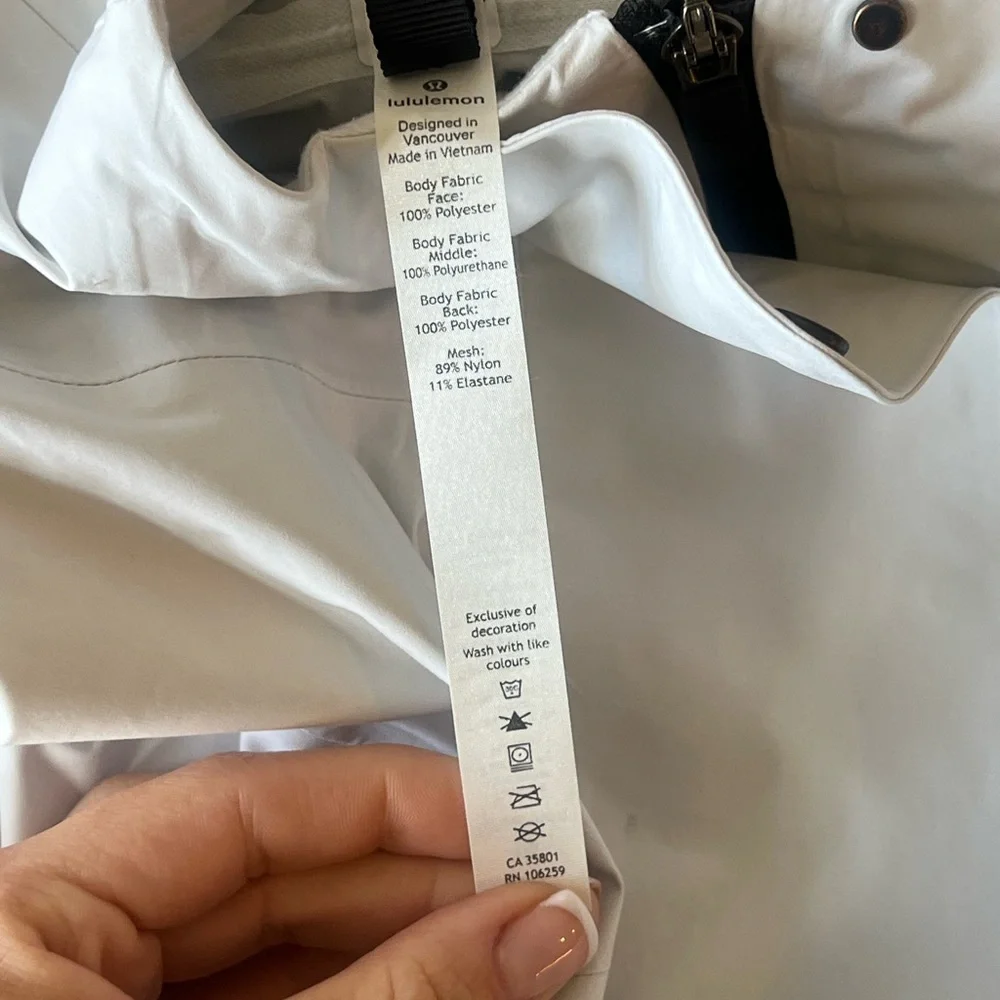 lululemon
Designed in
Vancouver
Made in Vietnam
Body Fabric
Face:
100% Polyester
Body Fabric
Middle:
100% Polyurethane
Body Fabric
Back:
100% Polyester
Mesh:
89% Nylon
11% Elastane
Exclusive of
decoration
Wash with like
colours
30C
CA 35801
RN 106259